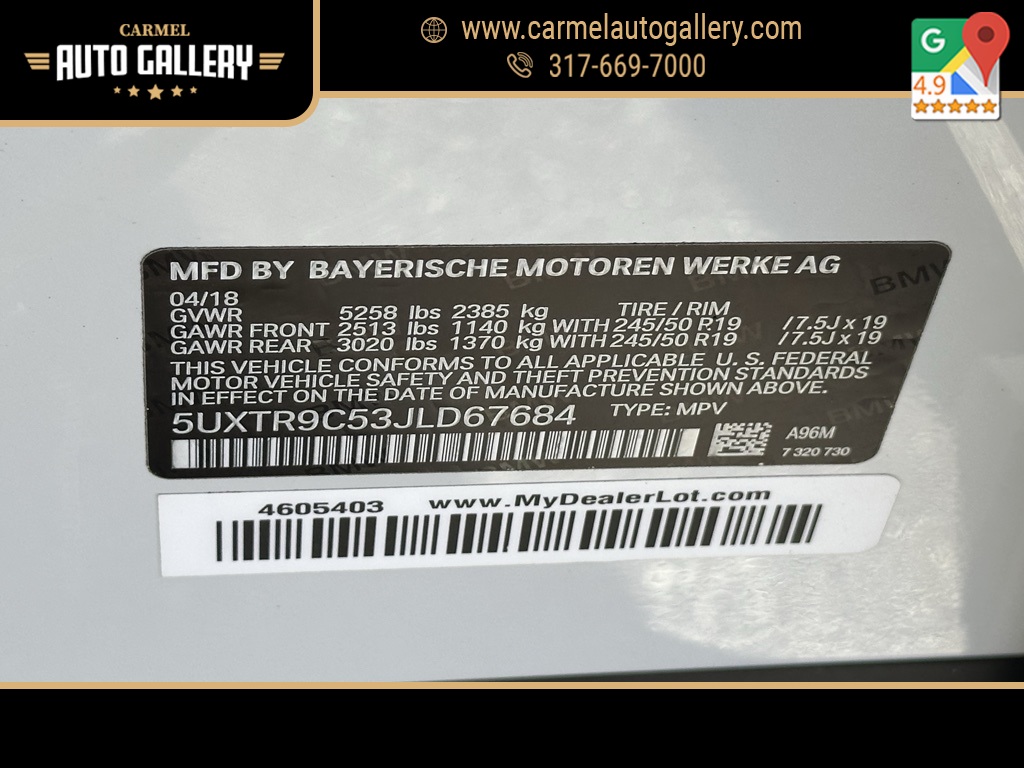 CARMEL
AUTO GALLERY
www.carmelautogallery.com
317-669-7000
G
4.9
MFD BY BAYERISCHE MOTOREN WERKE AG
04/18
GVWR 5258 lbs 2385 kg TIRE / RIM
GAWR FRONT 2513 lbs 1140 kg WITH 245/50 R19 / 7.5J x 19
GAWR REAR 3020 lbs 1370 kg WITH 245/50 R19 / 7.5J x 19
THIS VEHICLE CONFORMS TO ALL APPLICABLE U. S. FEDERAL
MOTOR VEHICLE SAFETY AND THEFT PREVENTION STANDARDS
IN EFFECT ON THE DATE OF MANUFACTURE SHOWN ABOVE.
5UXTR9C53JLD67684 TYPE: MPV
A96M
7 320 730
4605403 www.MyDealerLot.com